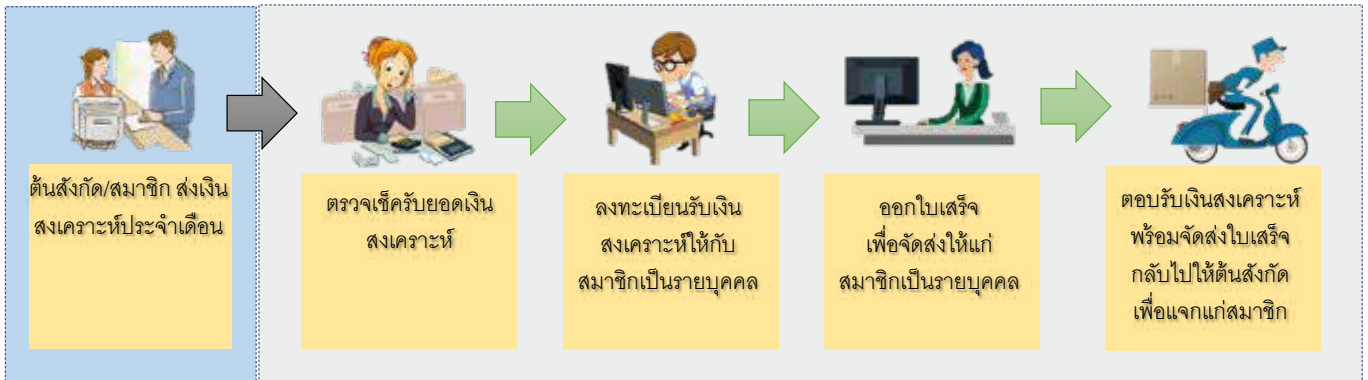 ต้นสังกัด/สมาชิก ส่งเงิน
สงเคราะห์ประจำเดือน
ตรวจเช็ครับยอดเงิน
สงเคราะห์
ลงทะเบียนรับเงิน
สงเคราะห์ให้กับ
สมาชิกเป็นรายบุคคล
ออกใบเสร็จ
เพื่อจัดส่งให้แก่
สมาชิกเป็นรายบุคคล
ตอบรับเงินสงเคราะห์
พร้อมจัดส่งใบเสร็จ
กลับไปให้ต้นสังกัด
เพื่อแจกแก่สมาชิก